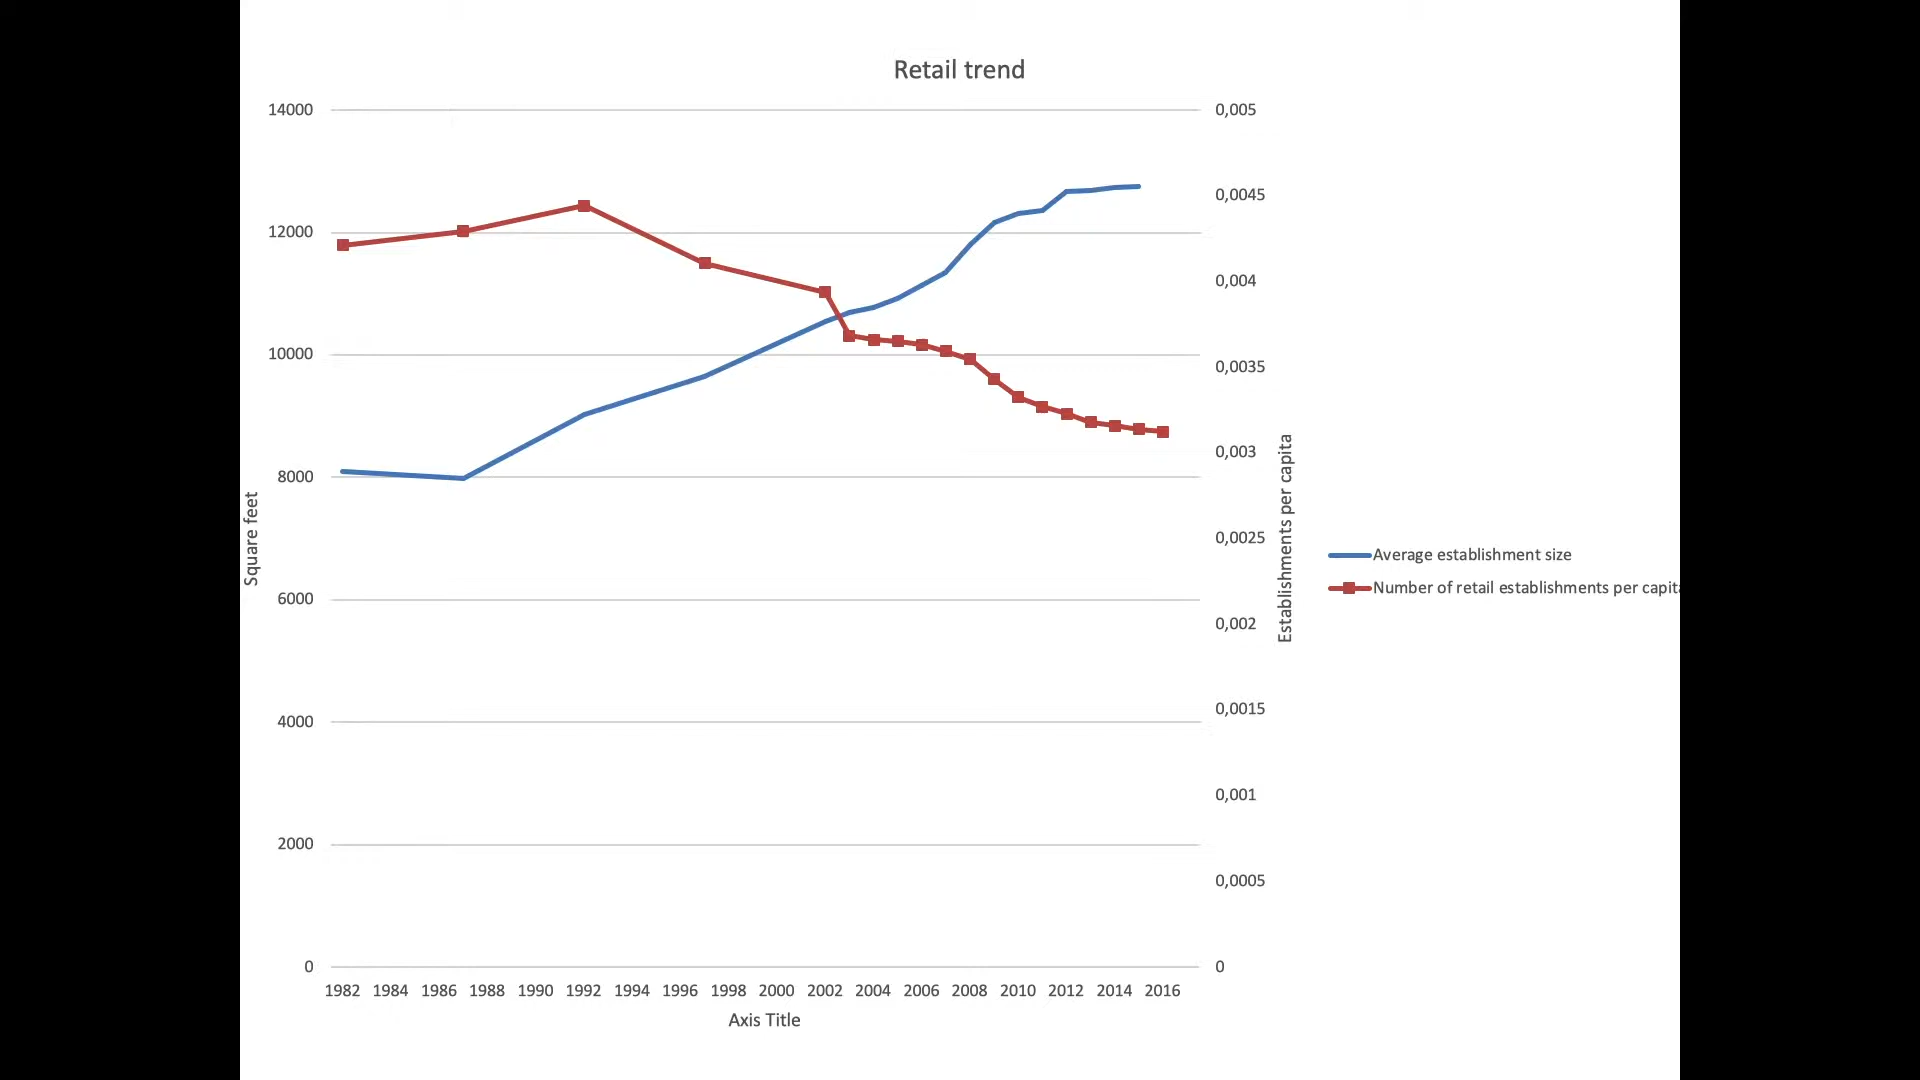 Retail trend
14000
12000
10000
8000
6000
4000
2000
0
Square feet
0,005
0,0045
0,004
0,0035
0,003
0,0025
0,002
0,0015
0,001
0,0005
0
Establishments per capita
1982 1984 1986 1988 1990 1992 1994 1996 1998 2000 2002 2004 2006 2008 2010 2012 2014 2016
Axis Title
Average establishment size
Number of retail establishments per capita